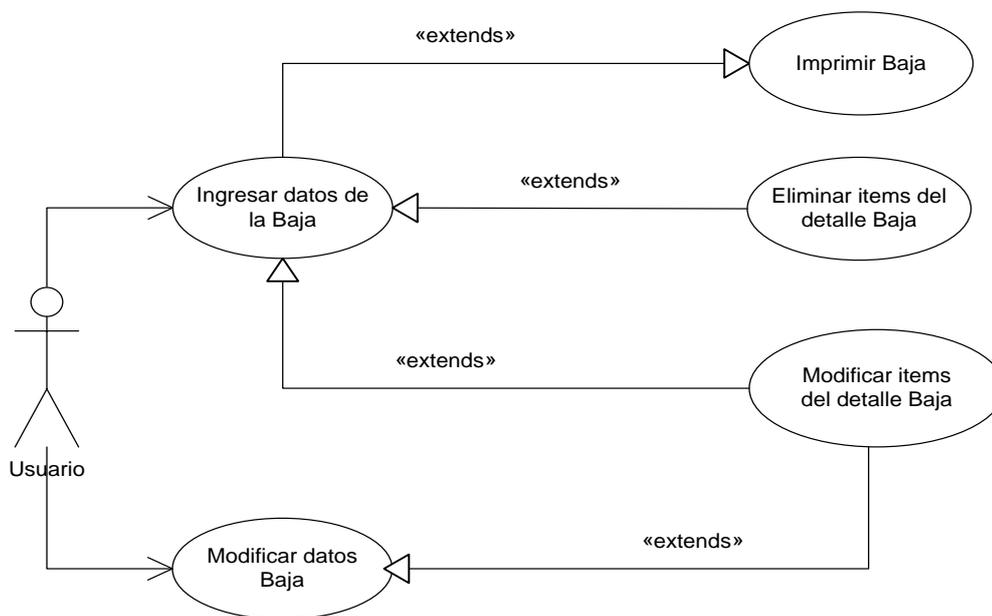 «extends»
Imprimir Baja
Ingresar datos de
la Baja
«extends»
Eliminar items del
detalle Baja
«extends»
Modificar items
del detalle Baja
Usuario
«extends»
Modificar datos
Baja